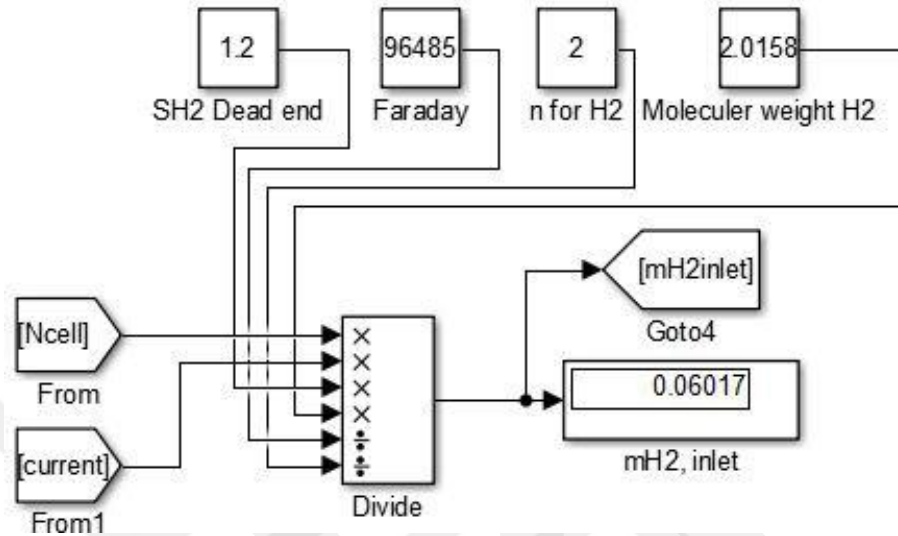 1.2
96485
2
2.0158
SH2 Dead end
Faraday
n for H2
Moleculer weight H2
[mH2inlet]
Goto4
[Ncell]
From
×
×
×
×
÷
÷
0.06017
mH2, inlet
[current]
From1
Divide